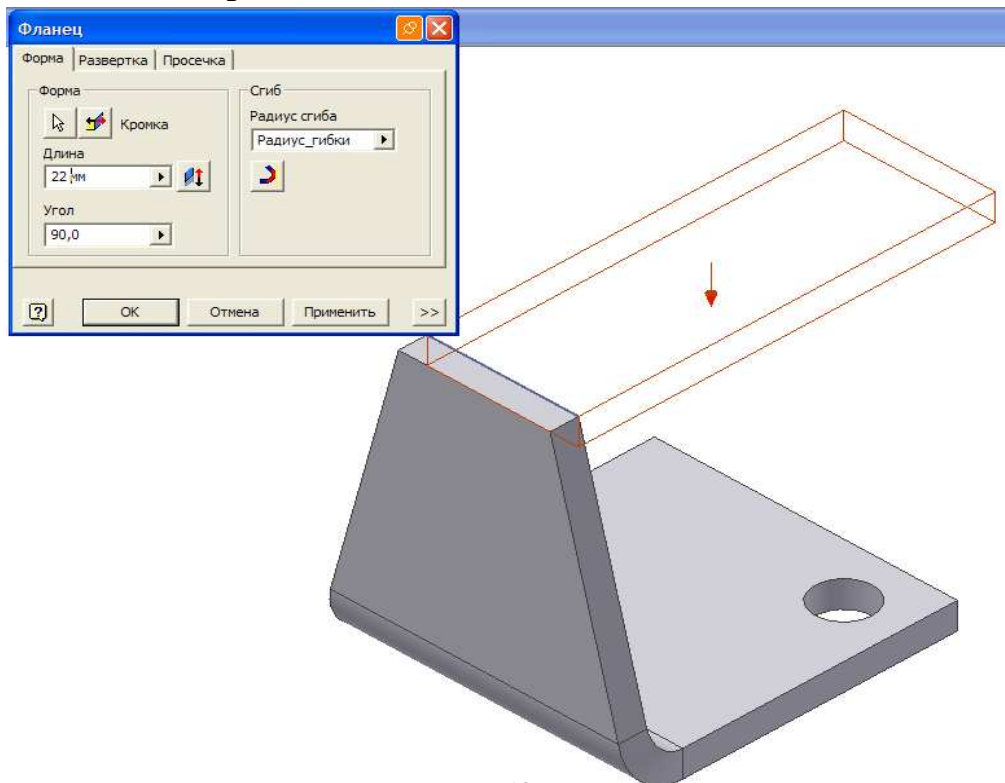 Фланец
Форма Развертка Просечка
Форма
Кромка
Длина
22 мм
Угол
90,0
Сгиб
Радиус сгиба
Радиус_гибки
OK Отмена Применить >>